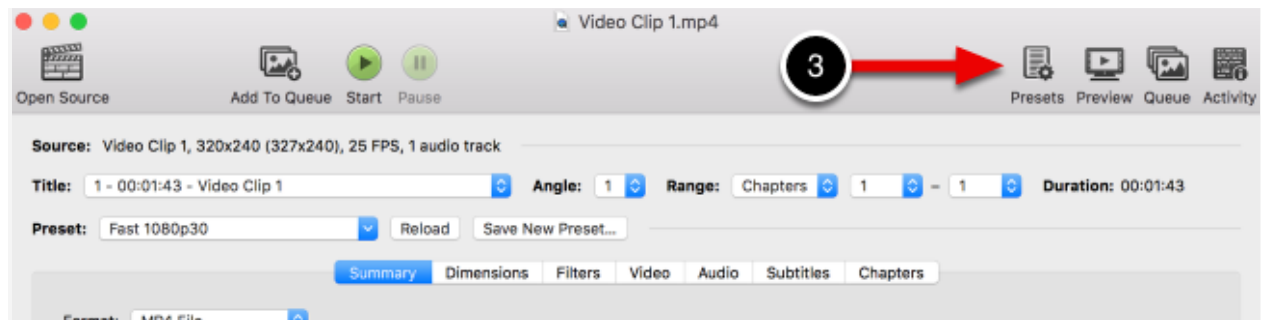 Video Clip 1.mp4
3
Open Source Add To Queue Start Pause Presets Preview Queue Activity
Source: Video Clip 1, 320x240 (327x240), 25 FPS, 1 audio track
Title: 1 - 00:01:43 - Video Clip 1 Angle: 1 Range: Chapters 1 - 1 Duration: 00:01:43
Preset: Fast 1080p30 Reload Save New Preset...
Summary Dimensions Filters Video Audio Subtitles Chapters
Format: MP4 File